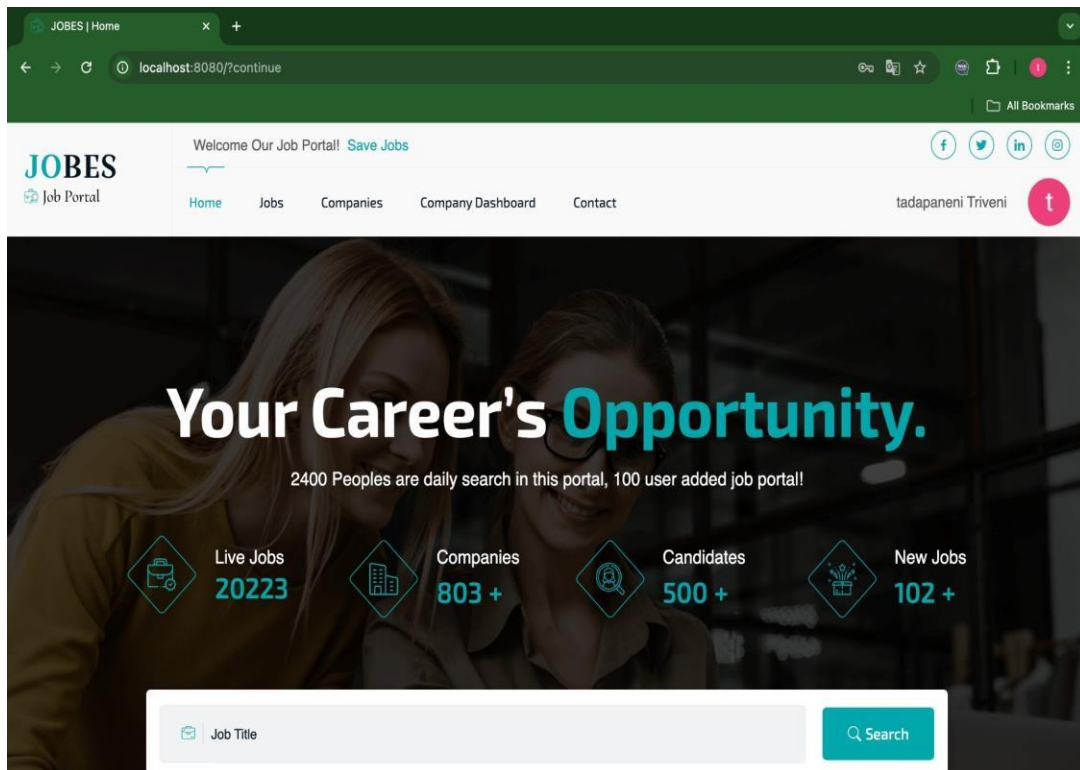 JOBES | Home
localhost:8080/?continue
All Bookmarks
JOBES
Job Portal
Welcome Our Job Portal! Save Jobs
Home Jobs Companies Company Dashboard Contact
tadapaneni Triveni
t
Your Career's Opportunity.
2400 Peoples are daily search in this portal, 100 user added job portal!
Live Jobs
20223
Companies
803 +
Candidates
500 +
New Jobs
102 +
Job Title
Search